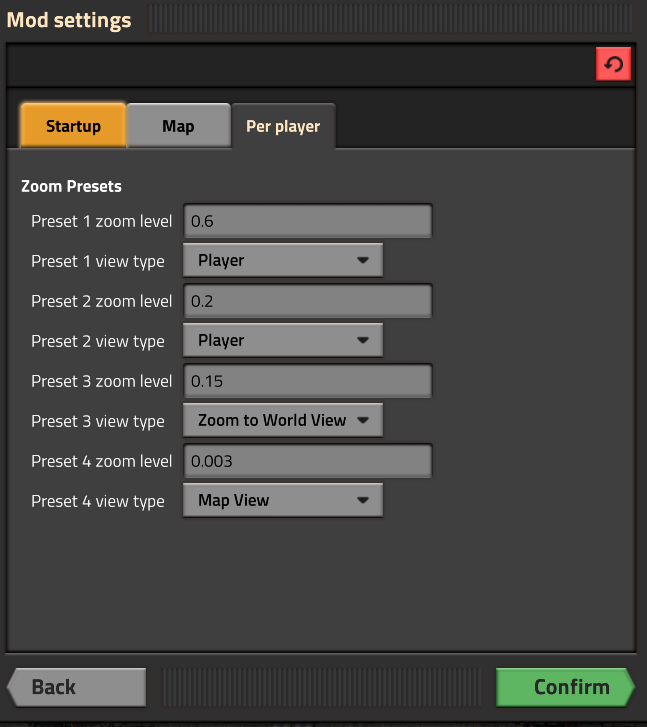 Mod settings
Startup Map Per player
Zoom Presets
Preset 1 zoom level 0.6
Preset 1 view type Player
Preset 2 zoom level 0.2
Preset 2 view type Player
Preset 3 zoom level 0.15
Preset 3 view type Zoom to World View
Preset 4 zoom level 0.003
Preset 4 view type Map View
Back Confirm